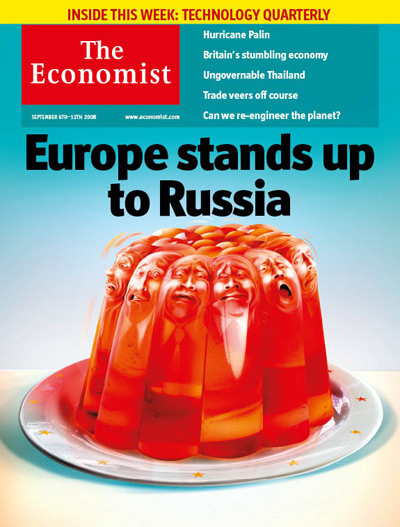 INSIDE THIS WEEK: TECHNOLOGY QUARTERLY
The
Economist
SEPTEMBER 6TH–12TH 2008
www.economist.com
Hurricane Palin
Britain's stumbling economy
Ungovernable Thailand
Trade veers off course
Can we re-engineer the planet?
Europe stands up
to Russia